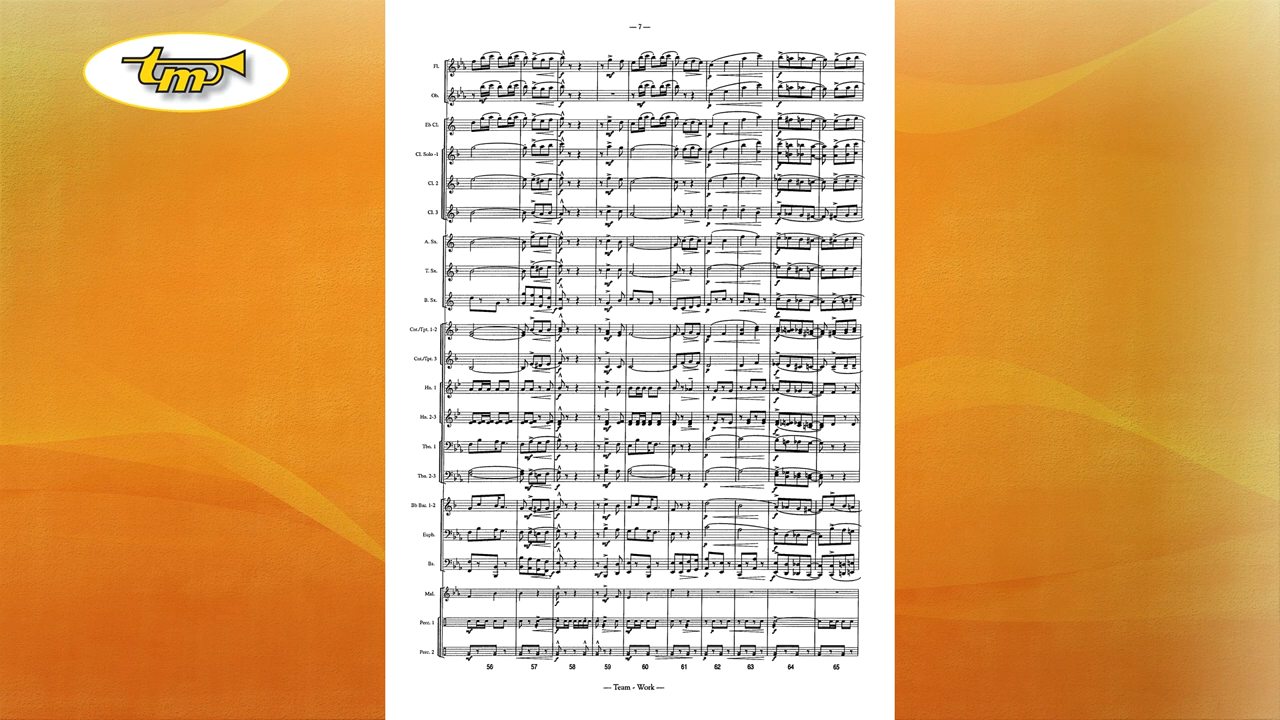 tm
— 7 —
Fl.
Ob.
Eb Cl.
Cl. Solo -1
Cl. 2
Cl. 3
A. Sx.
T. Sx.
B. Sx.
Cnt./Tpt. 1-2
Cnt./Tpt. 3
Hn. 1
Hn. 2-3
Tbn. 1
Tbn. 2-3
Bb Bar. 1-2
Euph.
Bs.
Mal.
Perc. 1
Perc. 2
56 57 58 59 60 61 62 63 64 65
— Team - Work —